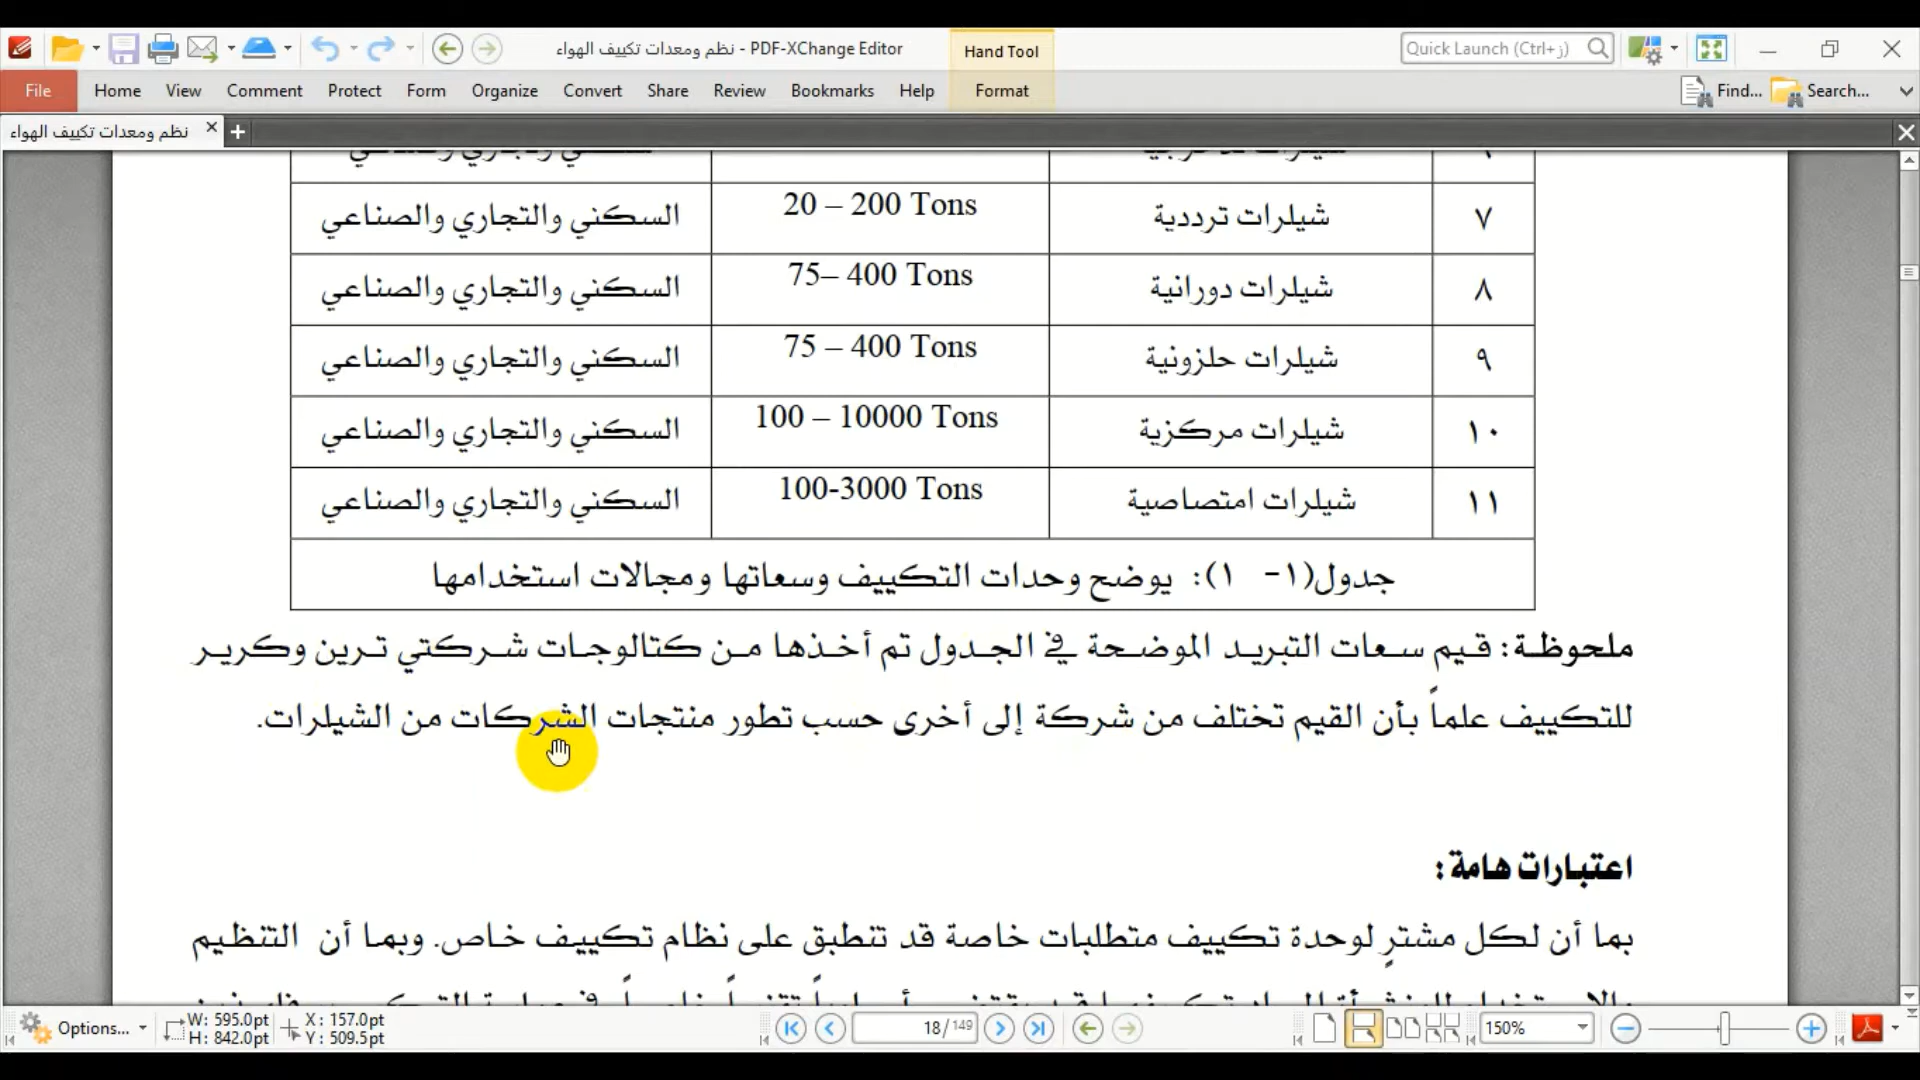 نظم ومعدات تكييف الهواء - PDF-XChange Editor
Hand Tool
Quick Launch (Ctrl+ز)
File Home View Comment Protect Form Organize Convert Share Review Bookmarks Help Format Find... Search...
نظم ومعدات تكييف الهواء
٧ شيلرات ترددية 20 – 200 Tons السكني والتجاري والصناعي
٨ شيلرات دورانية 75– 400 Tons السكني والتجاري والصناعي
٩ شيلرات حلزونية 75 – 400 Tons السكني والتجاري والصناعي
١٠ شيلرات مركزية 100 – 10000 Tons السكني والتجاري والصناعي
١١ شيلرات امتصاصية 100-3000 Tons السكني والتجاري والصناعي
جدول(١- ١): يوضح وحدات التكييف وسعاتها ومجالات استخدامها
ملحوظة: قيم سعات التبريد الموضحة في الجدول تم أخذها من كتالوجات شركتي ترين وكرير
للتكييف علماً بأن القيم تختلف من شركة إلى أخرى حسب تطور منتجات الشركات من الشيلرات.
اعتبارات هامة:
بما أن لكل مشترٍ لوحدة تكييف متطلبات خاصة قد تنطبق على نظام تكييف خاص. وبما أن التنظيم
Options... W: 595.0pt X: 157.0pt 18/149 150%
H: 842.0pt Y: 509.5pt